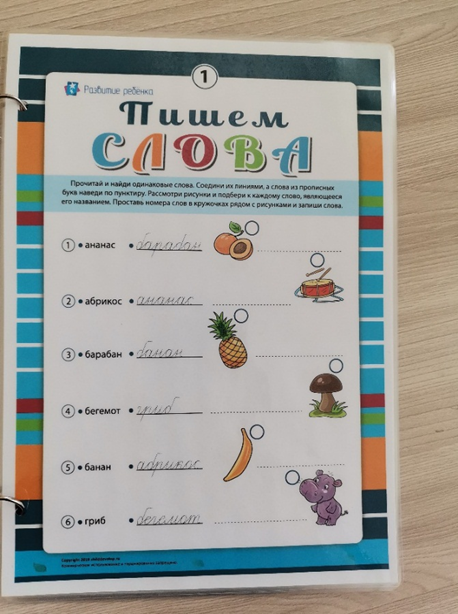 1
Развитие ребенка
Пишем
СЛОВА
Прочитай и найди одинаковые слова. Соедини их линиями, а слова из прописных
букв наведи по пунктиру. Рассмотри рисунки и подбери к каждому слово, являющееся
его названием. Проставь номера слов в кружочках рядом с рисунками и запиши слова.
1 • ананас • барабан
2 • абрикос • ананас
3 • барабан • банан
4 • бегемот • гриб
5 • банан • абрикос
6 • гриб • бегемот